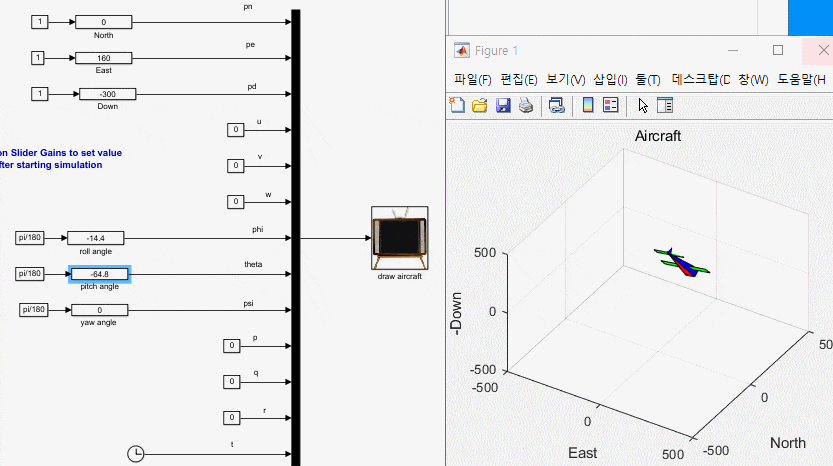 pn
1
0
North
pe
1
160
East
pd
1
-300
Down
u
0
on Slider Gains to set value
fter starting simulation
v
0
w
0
phi
pi/180
-14.4
roll angle
theta
pi/180
-64.8
pitch angle
psi
pi/180
0
yaw angle
p
0
q
0
r
0
t
draw aircraft
Figure 1
파일(F) 편집(E) 보기(V) 삽입(I) 툴(T) 데스크탑(D 창(W) 도움말(H
Aircraft
500
0
-500
-Down
-500
0
500
East
-500
0
50
North